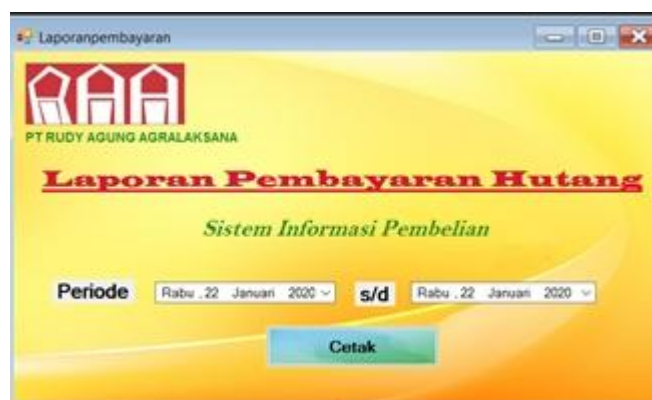 Laporanpembayaran
RAA
PT RUDY AGUNG AGRALAKSANA
Laporan Pembayaran Hutang
Sistem Informasi Pembelian
Periode Rabu , 22 Januari 2020 s/d Rabu , 22 Januari 2020
Cetak